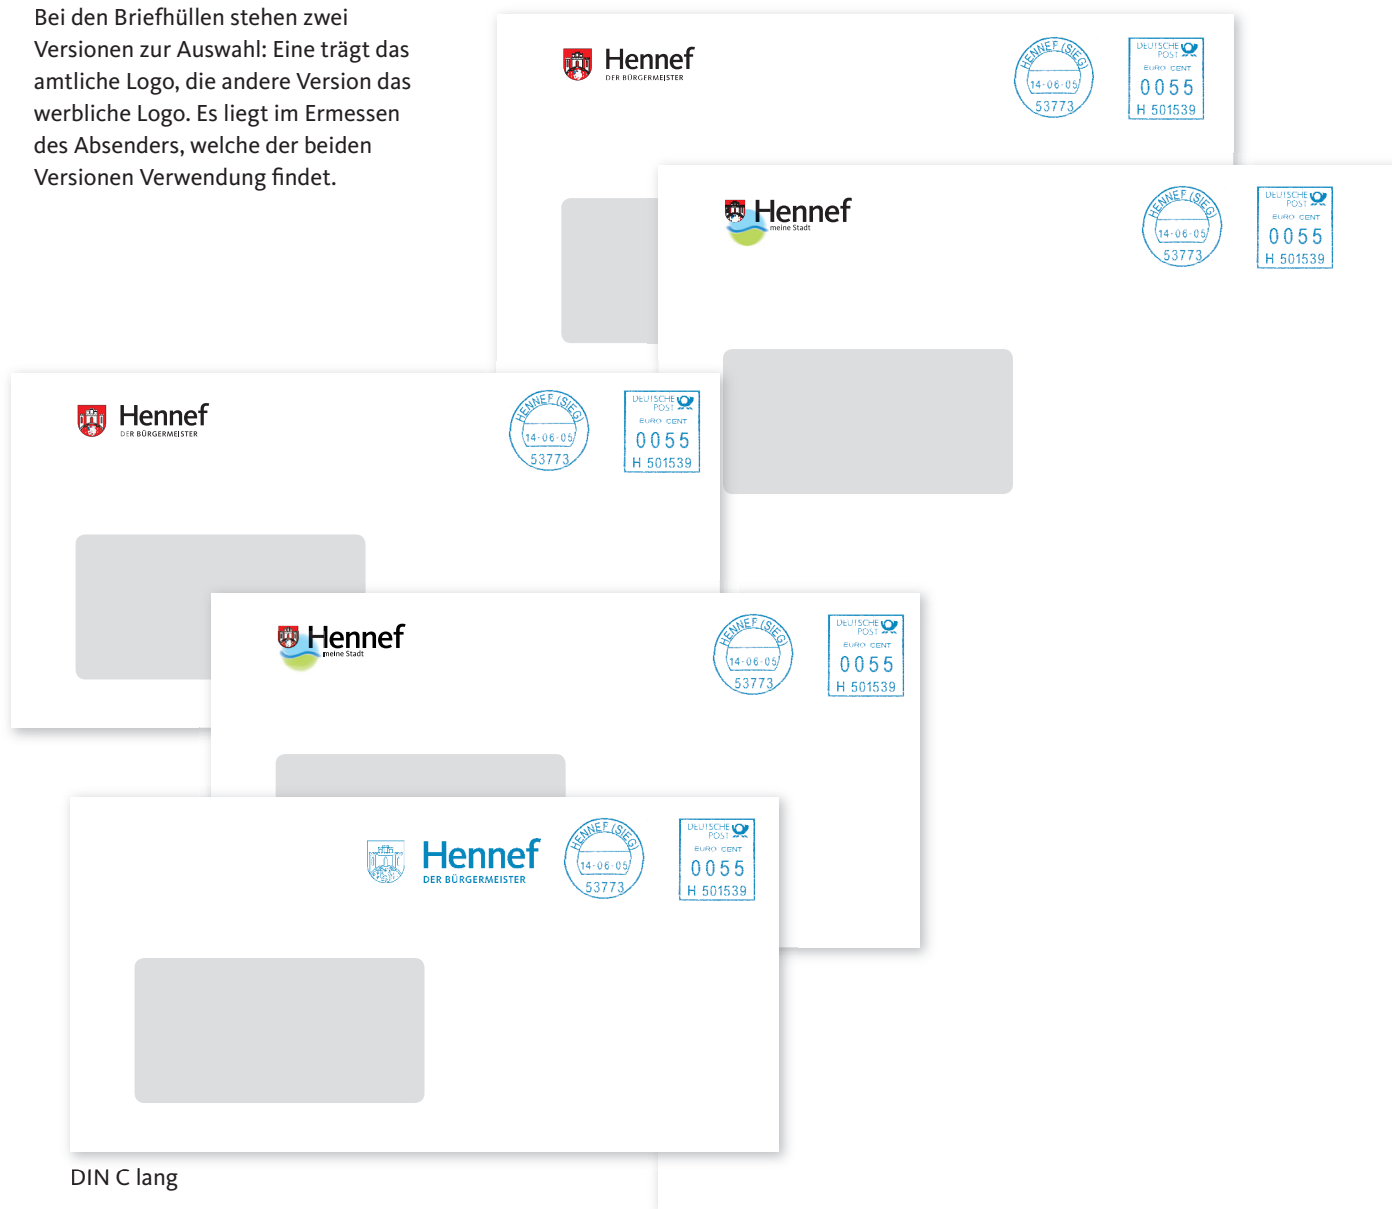 Bei den Briefhüllen stehen zwei
Versionen zur Auswahl: Eine trägt das
amtliche Logo, die andere Version das
werbliche Logo. Es liegt im Ermessen
des Absenders, welche der beiden
Versionen Verwendung findet.
Hennef
DER BÜRGERMEISTER
HENNEF (SIEG)
14-06-05
53773
DEUTSCHE
POST
EURO CENT
0055
H 501539
Hennef
meine Stadt
HENNEF (SIEG)
14-06-05
53773
DEUTSCHE
POST
EURO CENT
0055
H 501539
Hennef
DER BÜRGERMEISTER
HENNEF (SIEG)
14-06-05
53773
DEUTSCHE
POST
EURO CENT
0055
H 501539
Hennef
meine Stadt
HENNEF (SIEG)
14-06-05
53773
DEUTSCHE
POST
EURO CENT
0055
H 501539
Hennef
DER BÜRGERMEISTER
HENNEF (SIEG)
14-06-05
53773
DEUTSCHE
POST
EURO CENT
0055
H 501539
DIN C lang